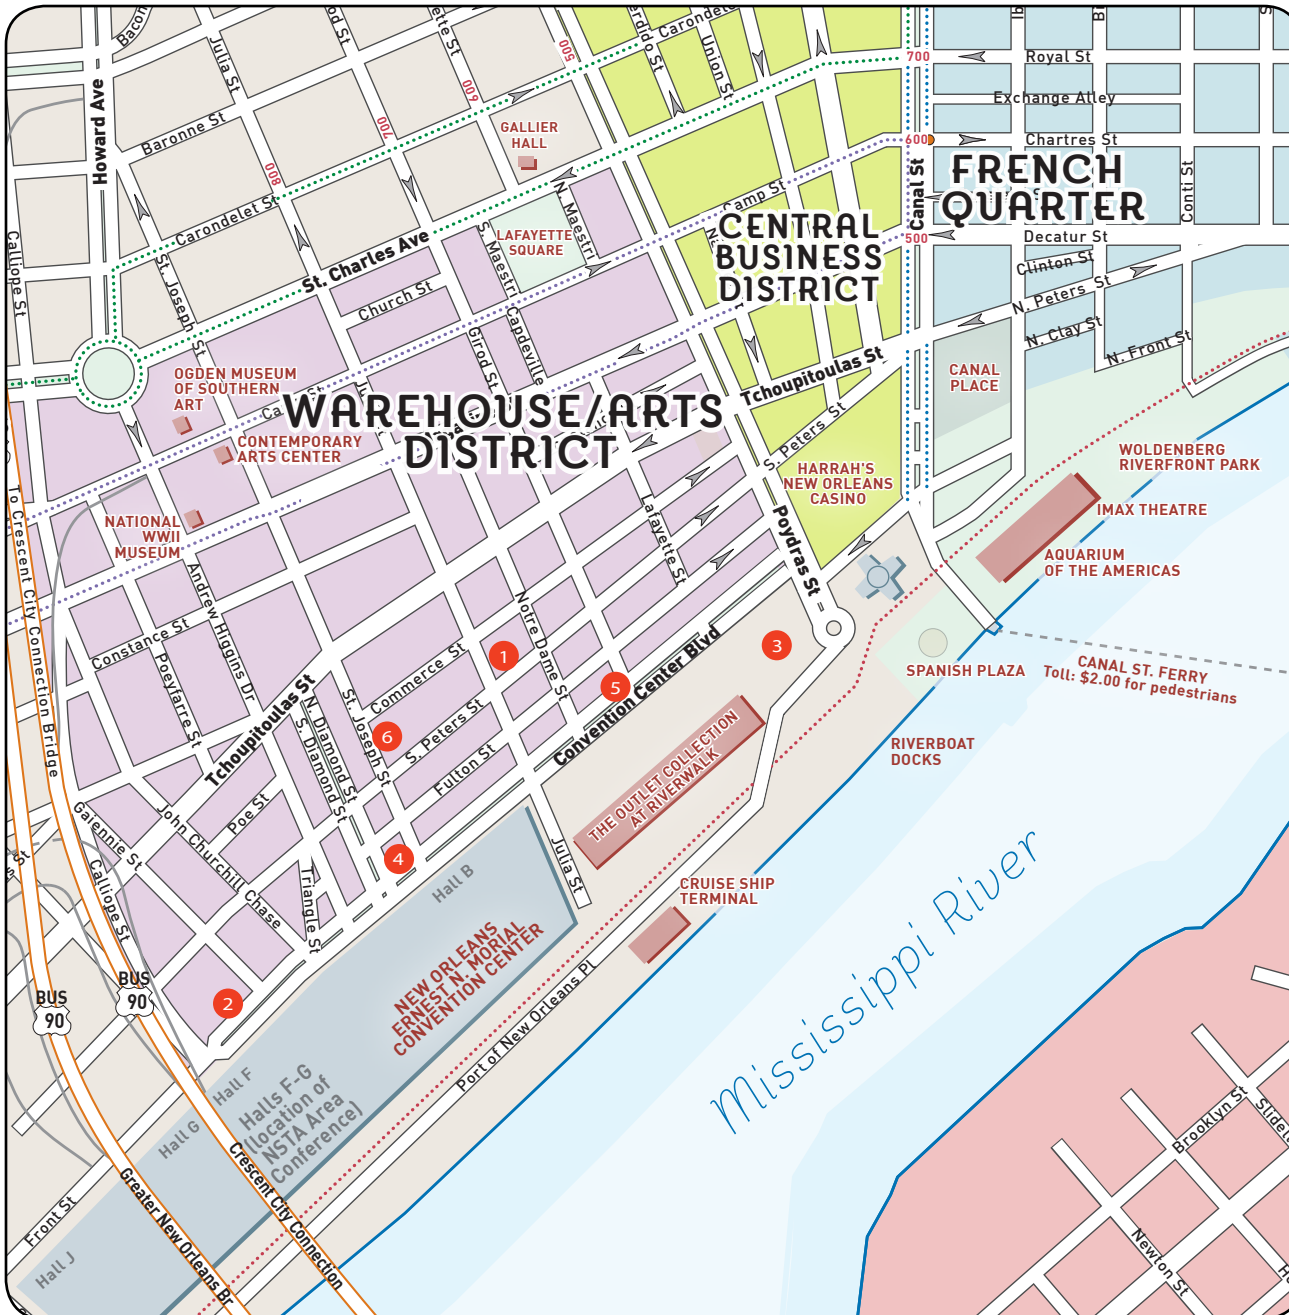 Bacon
Julia St
Howard Ave
Baronne St
700
600
500
Carondelet
Union St
700
Royal St
Exchange Alley
600
Chartres St
GALLIER
HALL
800
Carondelet St
FRENCH
QUARTER
Canal St
Conti St
Camp St
N. Maestri
S. Maestri
LAFAYETTE
SQUARE
CENTRAL
BUSINESS
DISTRICT
500
Decatur St
Clinton St
N. Peters St
N. Clay St
N. Front St
Calliope St
St. Joseph St
St. Charles Ave
Church St
Capdeville
Girod St
Tchoupitoulas St
CANAL
PLACE
OGDEN MUSEUM
OF SOUTHERN
ART
CONTEMPORARY
ARTS CENTER
WAREHOUSE/ARTS
DISTRICT
S. Peters St
HARRAH'S
NEW ORLEANS
CASINO
WOLDENBERG
RIVERFRONT PARK
IMAX THEATRE
AQUARIUM
OF THE AMERICAS
NATIONAL
WWII
MUSEUM
To Crescent City Connection Bridge
Andrew Higgins Dr
Constance St
Poeyfarre St
Lafayette St
Poydras St
Notre Dame St
1
3
5
6
Convention Center Blvd
SPANISH PLAZA
CANAL ST. FERRY
Toll: $2.00 for pedestrians
Tchoupitoulas St
Commerce St
S. Peters St
Fulton St
St. Joseph St
N. Diamond St
S. Diamond St
RIVERBOAT
DOCKS
THE OUTLET COLLECTION
AT RIVERWALK
Gaiennie St
John Churchill Chase
Poe St
Calliope St
Triangle St
4
Julia St
Hall B
CRUISE SHIP
TERMINAL
NEW ORLEANS
ERNEST N. MORIAL
CONVENTION CENTER
Mississippi River
BUS
90
BUS
90
2
Port of New Orleans Pl
Hall F
Hall G
Halls F-G
(location of
NSTA Area
Conference)
Crescent City Connection
Greater New Orleans Br
Front St
Hall J
Brooklyn St
Slidell
Newton St